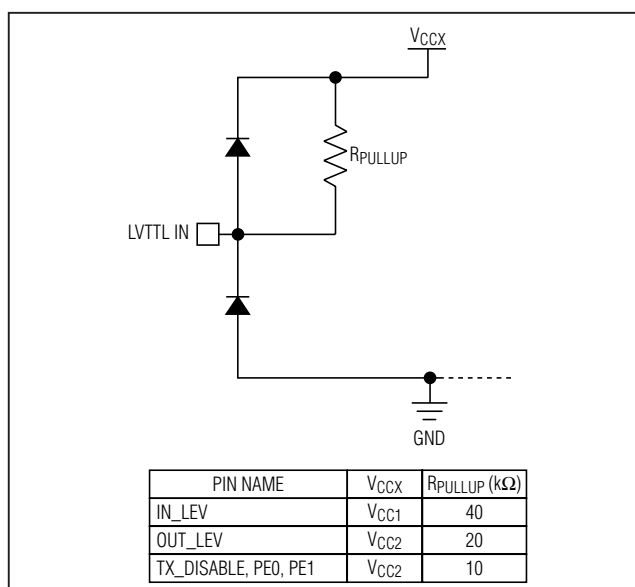 VCCX
RPULLUP
LVTTL IN
GND
PIN NAME VCCX RPULLUP (kΩ)
IN_LEV VCC1 40
OUT_LEV VCC2 20
TX_DISABLE, PE0, PE1 VCC2 10